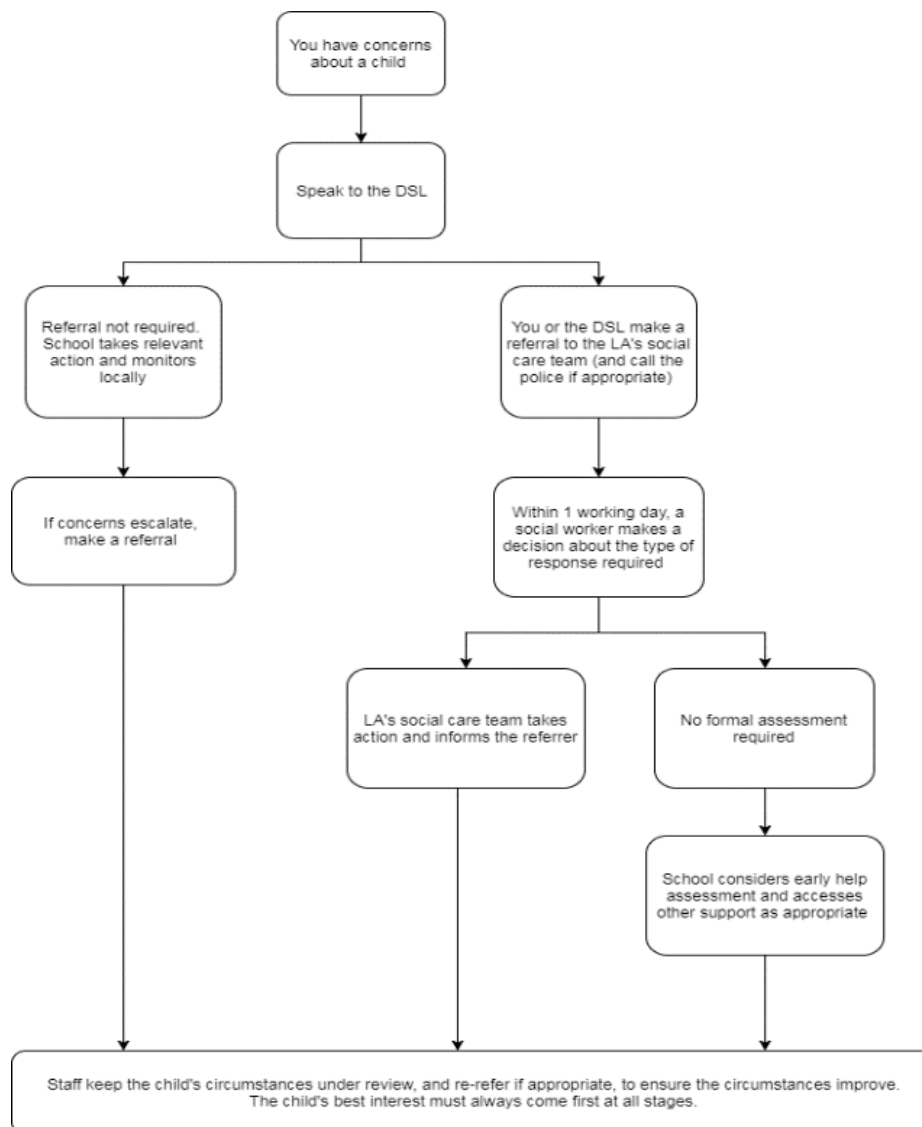 You have concerns
about a child
Speak to the DSL
Referral not required.
School takes relevant
action and monitors
locally
You or the DSL make a
referral to the LA's social
care team (and call the
police if appropriate)
If concerns escalate,
make a referral
Within 1 working day, a
social worker makes a
decision about the type of
response required
LA's social care team takes
action and informs the referrer
No formal assessment
required
School considers early help
assessment and accesses
other support as appropriate
Staff keep the child's circumstances under review, and re-refer if appropriate, to ensure the circumstances improve.
The child's best interest must always come first at all stages.